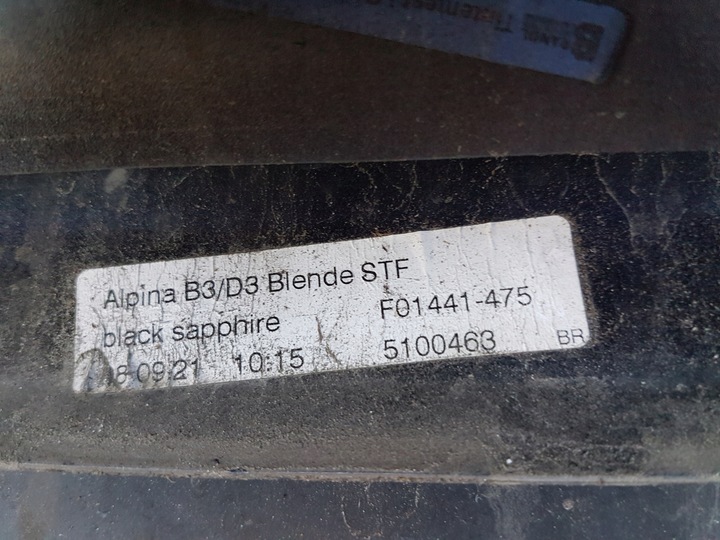 Alpina B3/D3 Blende STF
black sapphire F01441-475
18 09 21 10:15 5100463 BR